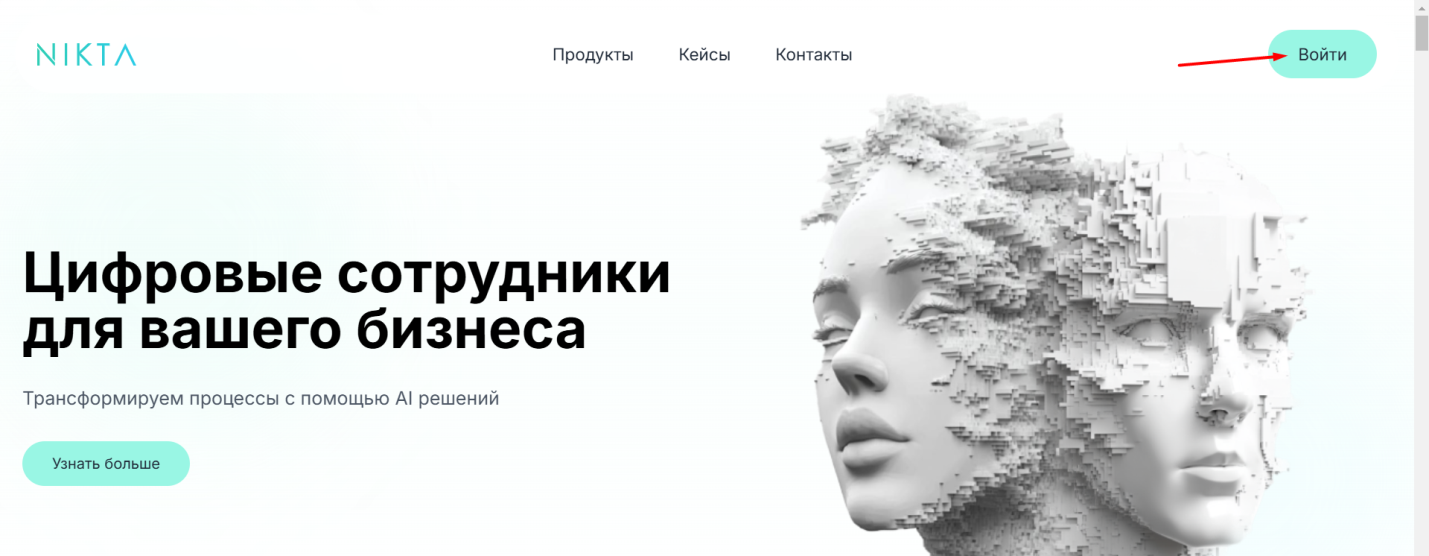 NIKTA
Продукты
Кейсы
Контакты
Войти
Цифровые сотрудники
для вашего бизнеса
Трансформируем процессы с помощью AI решений
Узнать больше